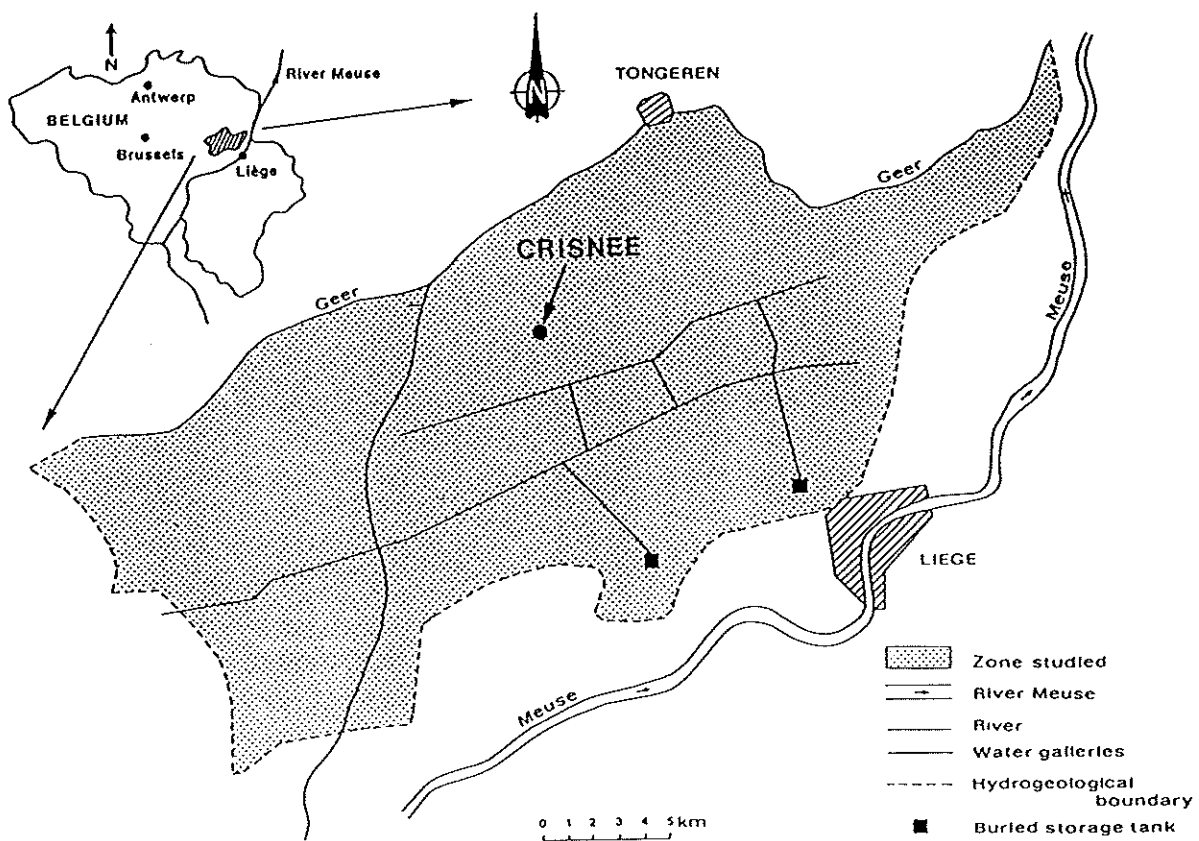 N
River Meuse
Antwerp
BELGIUM
Brussels
Liège
N
TONGEREN
Geer
CRISNEE
Geer
Meuse
LIEGE
Meuse
Zone studied
River Meuse
River
Water galleries
Hydrogeological
boundary
Buried storage tank
0 1 2 3 4 5 km